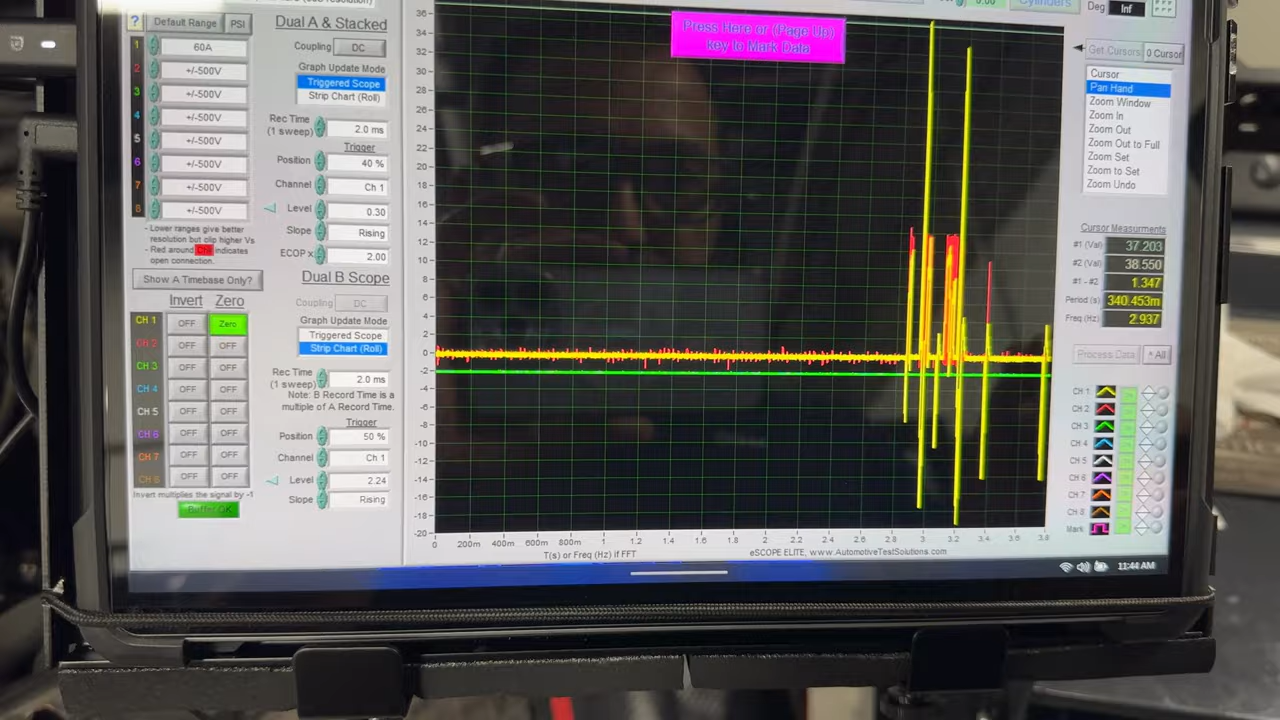 ?
Default Range
PSI
1 60A
2 +/-500V
3 +/-500V
4 +/-500V
5 +/-500V
6 +/-500V
7 +/-500V
8 +/-500V
- Lower ranges give better
resolution but clip higher Vs
- Red around Ch# indicates
open connection.
Show A Timebase Only?
Invert Zero
CH 1 OFF Zero
CH 2 OFF OFF
CH 3 OFF OFF
CH 4 OFF OFF
CH 5 OFF OFF
CH 6 OFF OFF
CH 7 OFF OFF
CH 8 OFF OFF
Invert multiplies the signal by -1
Buffer OK
Dual A & Stacked
Coupling DC
Graph Update Mode
Triggered Scope
Strip Chart (Roll)
Rec Time
(1 sweep) 2.0 ms
Trigger
Position 40 %
Channel Ch 1
Level 0.30
Slope Rising
ECOP x 2.00
Dual B Scope
Coupling DC
Graph Update Mode
Triggered Scope
Strip Chart (Roll)
Rec Time
(1 sweep) 2.0 ms
Note: B Record Time is a
multiple of A Record Time.
Trigger
Position 50 %
Channel Ch 1
Level 2.24
Slope Rising
Press Here or (Page Up)
key to Mark Data
36
34
32
30
28
26
24
22
20
18
16
14
12
10
8
6
4
2
0
-2
-4
-6
-8
-10
-12
-14
-16
-18
-20
0 200m 400m 600m 800m 1 1.2 1.4 1.6 1.8 2 2.2 2.4 2.6 2.8 3 3.2 3.4 3.6 3.8
T(s) or Freq (Hz) if FFT
eSCOPE ELITE, www.AutomotiveTestSolutions.com
0.00
Cylinders
Deg Inf
Get Cursors
0 Cursor
Cursor
Pan Hand
Zoom Window
Zoom In
Zoom Out
Zoom Out to Full
Zoom Set
Zoom to Set
Zoom Undo
Cursor Measurments
#1 (Val) 37.203
#2 (Val) 38.550
#1 - #2 1.347
Period (s) 340.453m
Freq (Hz) 2.937
Process Data
^ All
CH 1
CH 2
CH 3
CH 4
CH 5
CH 6
CH 7
CH 8
Mark
11:44 AM